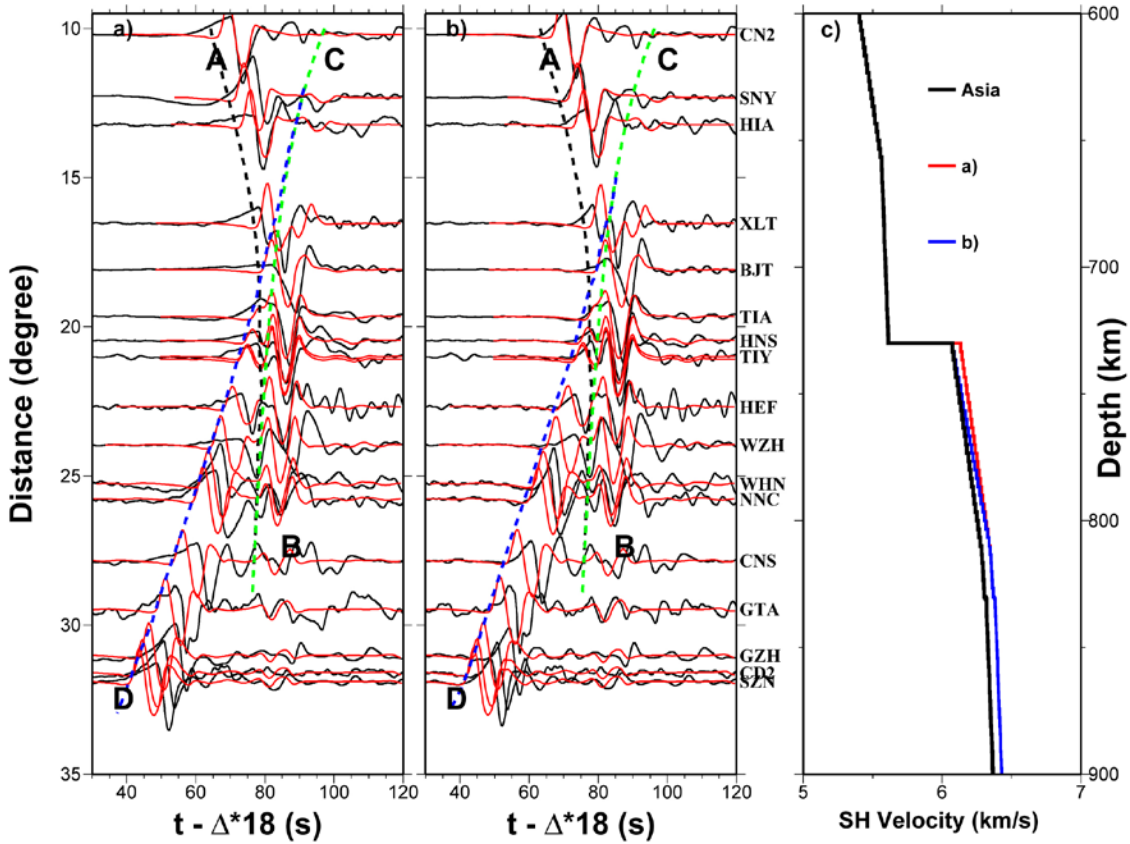 a)
b)
c)
Distance (degree)
10
15
20
25
30
35
A
C
B
D
A
C
B
D
CN2
SNY
HIA
XLT
BJT
TIA
HNS
TIY
HEF
WZH
WHN
NNC
CNS
GTA
GZH
CD2
SZN
40 60 80 100 120
t - Δ*18 (s)
40 60 80 100 120
t - Δ*18 (s)
Asia
a)
b)
600
700
800
900
Depth (km)
5 6 7
SH Velocity (km/s)